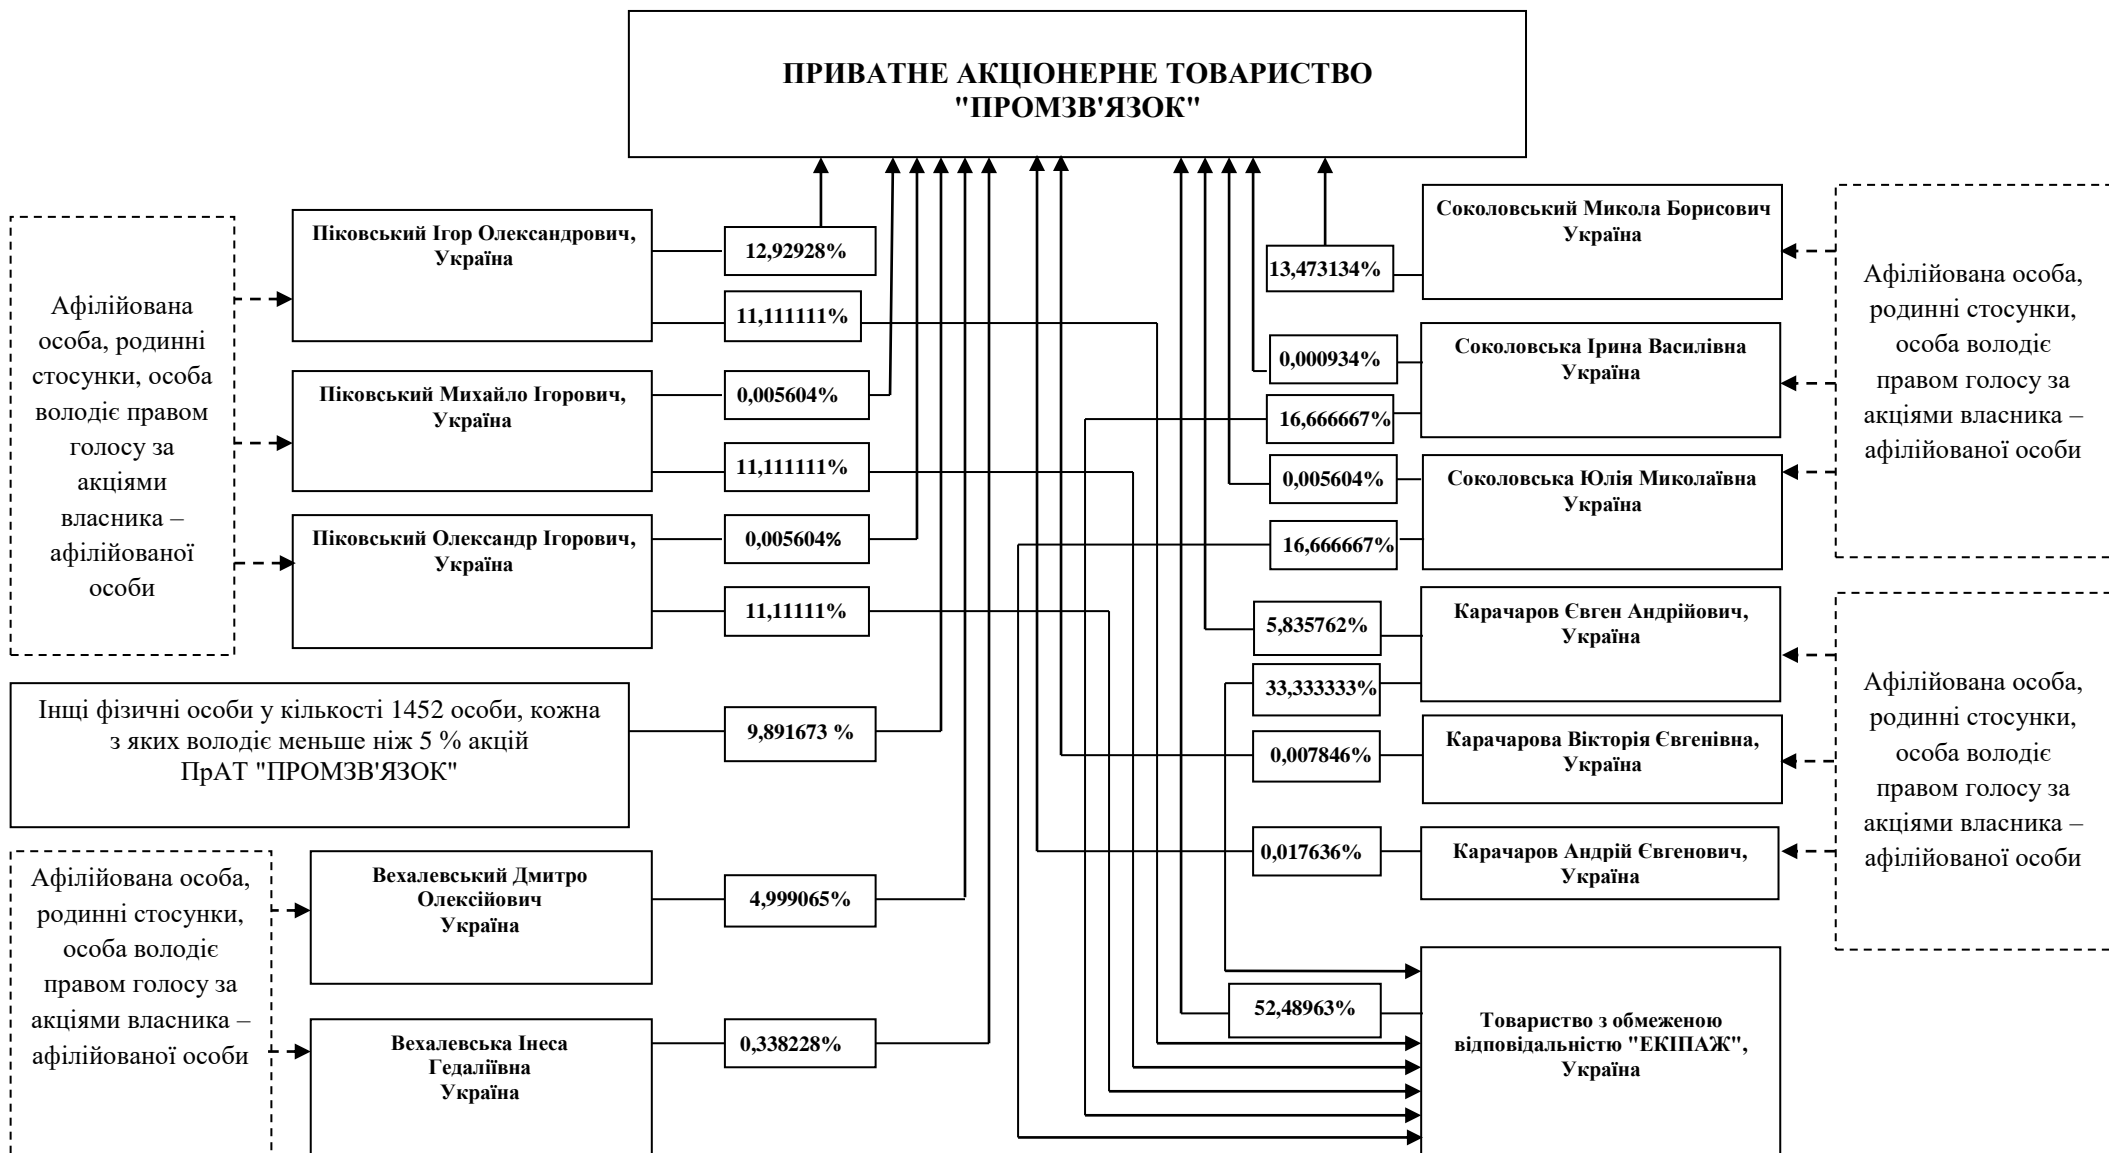 ПРИВАТНЕ АКЦІОНЕРНЕ ТОВАРИСТВО
"ПРОМЗВ'ЯЗОК"
Афілійована
особа, родинні
стосунки, особа
володіє правом
голосу за
акціями
власника –
афілійованої
особи
Піковський Ігор Олександрович,
Україна
12,92928%
11,111111%
Піковський Михайло Ігорович,
Україна
0,005604%
11,111111%
Піковський Олександр Ігорович,
Україна
0,005604%
11,11111%
Інщі фізичні особи у кількості 1452 особи, кожна
з яких володіє меньше ніж 5 % акцій
ПрАТ "ПРОМЗВ'ЯЗОК"
9,891673 %
Афілійована особа,
родинні стосунки,
особа володіє
правом голосу за
акціями власника –
афілійованої особи
Вехалевський Дмитро
Олексійович
Україна
4,999065%
Вехалевська Інеса
Гедаліївна
Україна
0,338228%
Соколовський Микола Борисович
Україна
13,473134%
Соколовська Ірина Василівна
Україна
0,000934%
16,666667%
Соколовська Юлія Миколаївна
Україна
0,005604%
16,666667%
Афілійована особа,
родинні стосунки,
особа володіє
правом голосу за
акціями власника –
афілійованої особи
Карачаров Євген Андрійович,
Україна
5,835762%
33,333333%
Карачарова Вікторія Євгенівна,
Україна
0,007846%
Карачаров Андрій Євгенович,
Україна
0,017636%
Афілійована особа,
родинні стосунки,
особа володіє
правом голосу за
акціями власника –
афілійованої особи
52,48963%
Товариство з обмеженою
відповідальністю "ЕКІПАЖ",
Україна